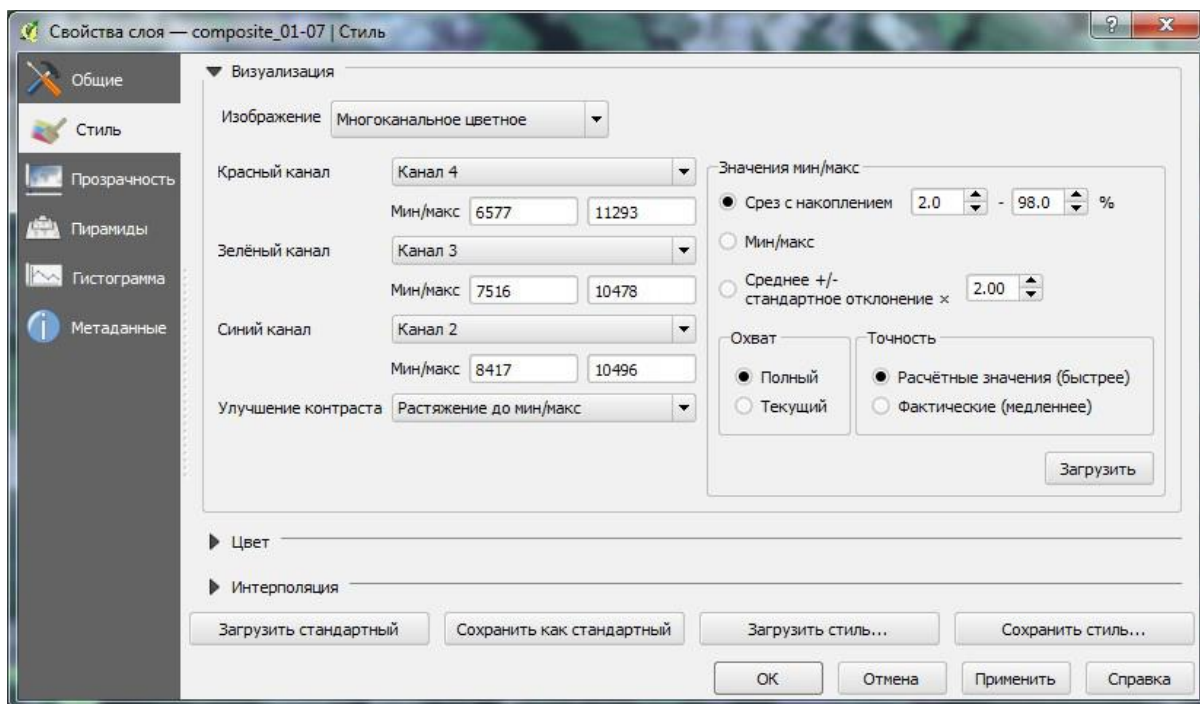 Свойства слоя — composite_01-07 | Стиль
?
X
Общие
Стиль
Прозрачность
Пирамиды
Гистограмма
Метаданные
Визуализация
Изображение Многоканальное цветное
Красный канал Канал 4
Мин/макс 6577 11293
Зелёный канал Канал 3
Мин/макс 7516 10478
Синий канал Канал 2
Мин/макс 8417 10496
Улучшение контраста Растяжение до мин/макс
Значения мин/макс
Срез с накоплением 2.0 - 98.0 %
Мин/макс
Среднее +/-
стандартное отклонение × 2.00
Охват
Полный
Текущий
Точность
Расчётные значения (быстрее)
Фактические (медленнее)
Загрузить
Цвет
Интерполяция
Загрузить стандартный Сохранить как стандартный Загрузить стиль... Сохранить стиль...
OK Отмена Применить Справка